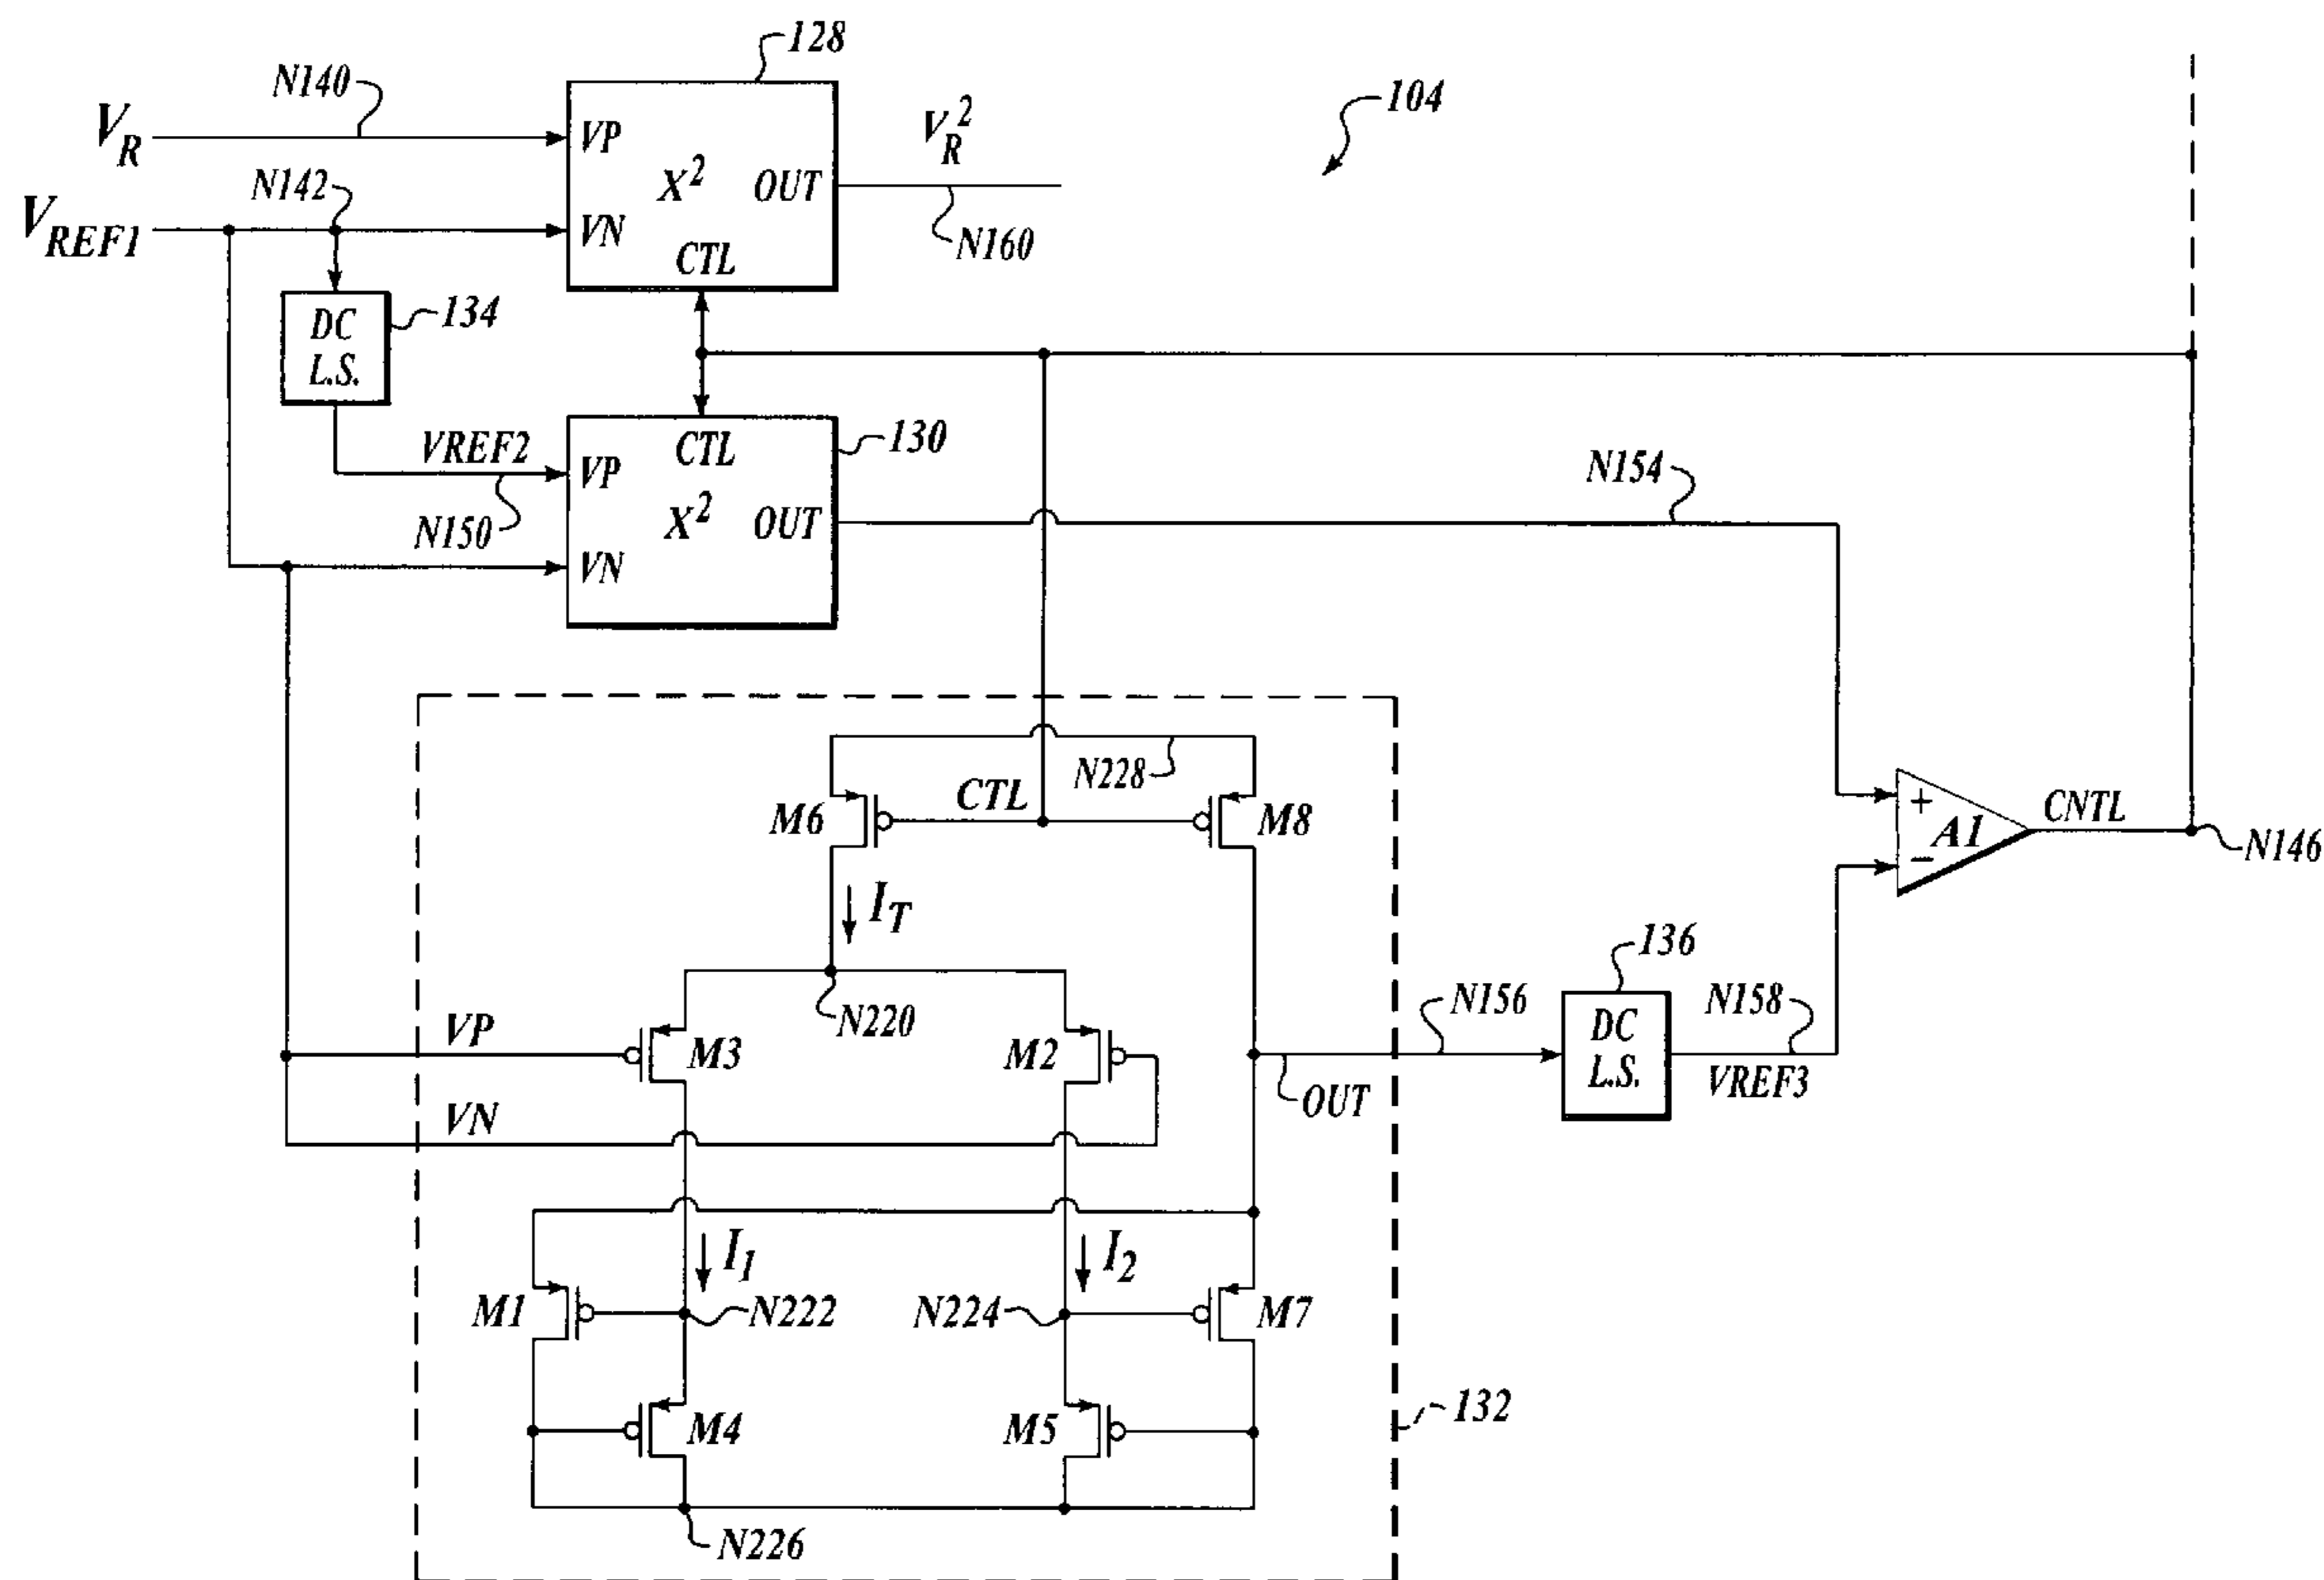 128
N140
V_R
VP
X^2
OUT
V_R^2
104
N142
V_REF1
VN
CTL
N160
DC
L.S.
134
VREF2
CTL
130
VP
X^2
OUT
N150
VN
N154
N228
M6
CTL
M8
+
A1
−
CNTL
N146
I_T
N220
136
VP
M3
M2
N156
DC
L.S.
N158
VREF3
OUT
VN
I_1
I_2
M1
N222
N224
M7
M4
M5
132
N226